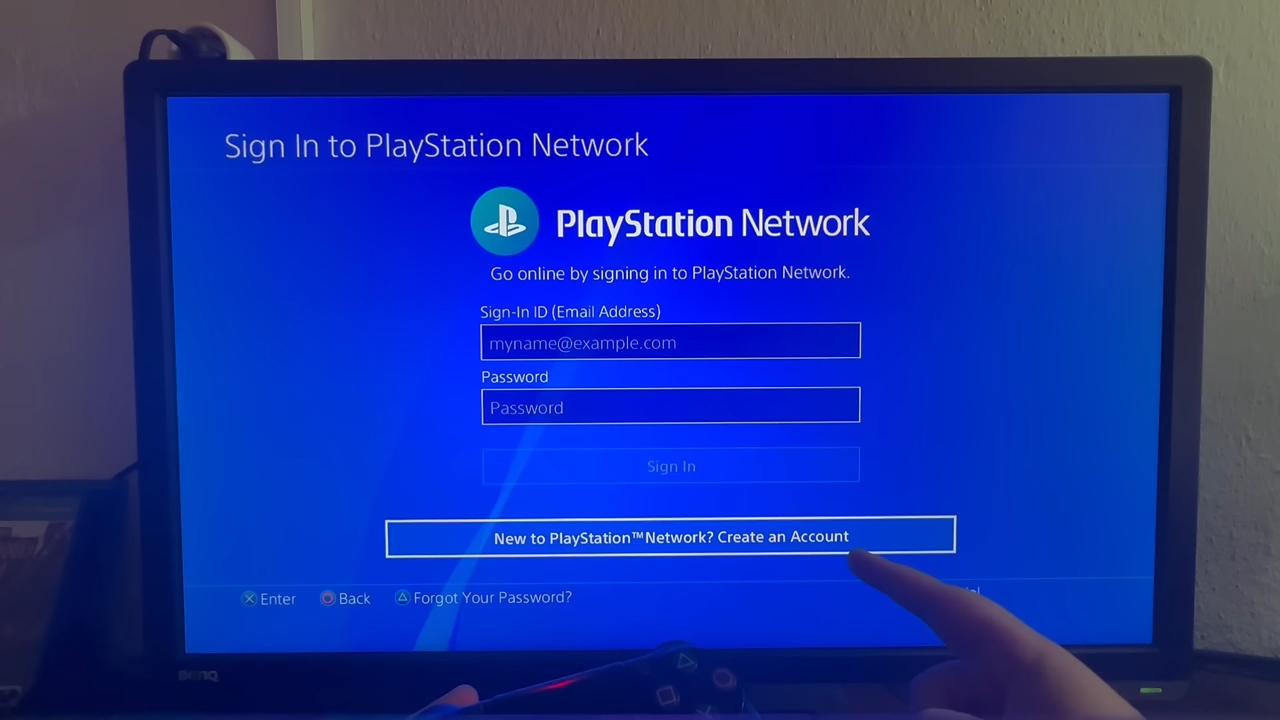 Sign In to PlayStation Network
PlayStation Network
Go online by signing in to PlayStation Network.
Sign-In ID (Email Address)
myname@example.com
Password
Password
Sign In
New to PlayStation™Network? Create an Account
Enter Back Forgot Your Password?
BenQ